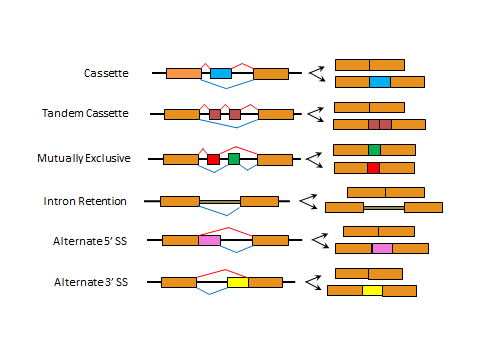 Cassette
Tandem Cassette
Mutually Exclusive
Intron Retention
Alternate 5’ SS
Alternate 3’ SS